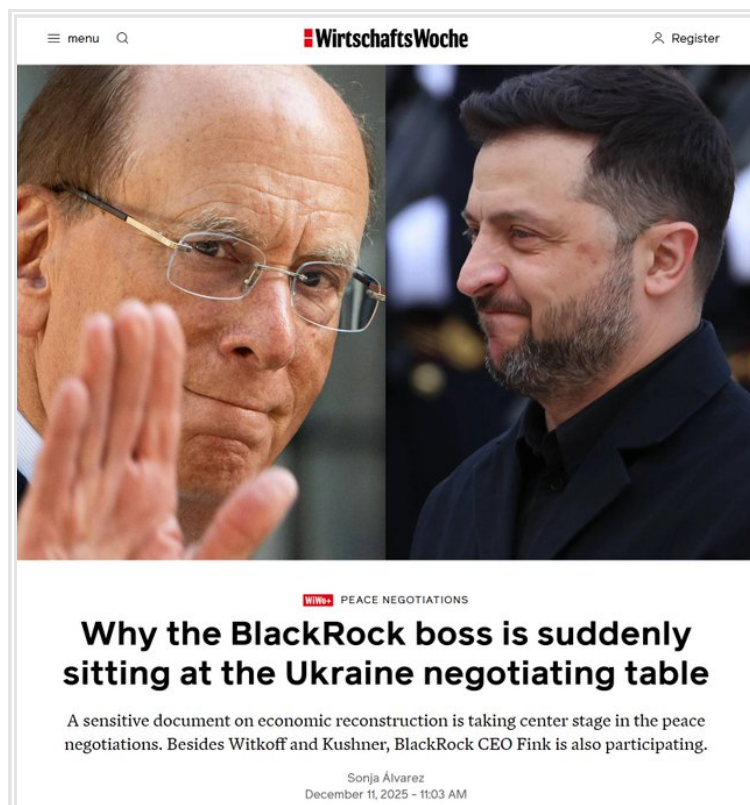 menu
WirtschaftsWoche
Register
WiWo+ PEACE NEGOTIATIONS
Why the BlackRock boss is suddenly
sitting at the Ukraine negotiating table
A sensitive document on economic reconstruction is taking center stage in the peace
negotiations. Besides Witkoff and Kushner, BlackRock CEO Fink is also participating.
Sonja Álvarez
December 11, 2025 - 11:03 AM